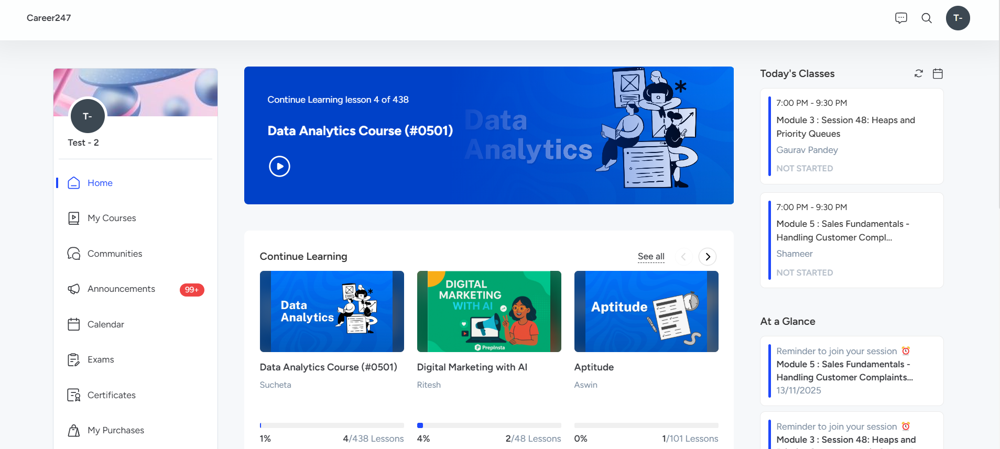 Career247
T-
T-
Test - 2
Home
My Courses
Communities
Announcements
99+
Calendar
Exams
Certificates
My Purchases
Continue Learning lesson 4 of 438
Data Analytics Course (#0501)
Data
Analytics
Continue Learning
See all
Data
Analytics
Data Analytics Course (#0501)
Sucheta
1%
4/438 Lessons
DIGITAL
MARKETING
WITH AI
PrepInsta
Digital Marketing with AI
Ritesh
4%
2/48 Lessons
Aptitude
Aptitude
Aswin
0%
1/101 Lessons
Today's Classes
7:00 PM - 9:30 PM
Module 3 : Session 48: Heaps and
Priority Queues
Gaurav Pandey
NOT STARTED
7:00 PM - 9:30 PM
Module 5 : Sales Fundamentals -
Handling Customer Compl...
Shameer
NOT STARTED
At a Glance
Reminder to join your session ⏰
Module 5 : Sales Fundamentals -
Handling Customer Complaints...
13/11/2025
Reminder to join your session ⏰
Module 3 : Session 48: Heaps and